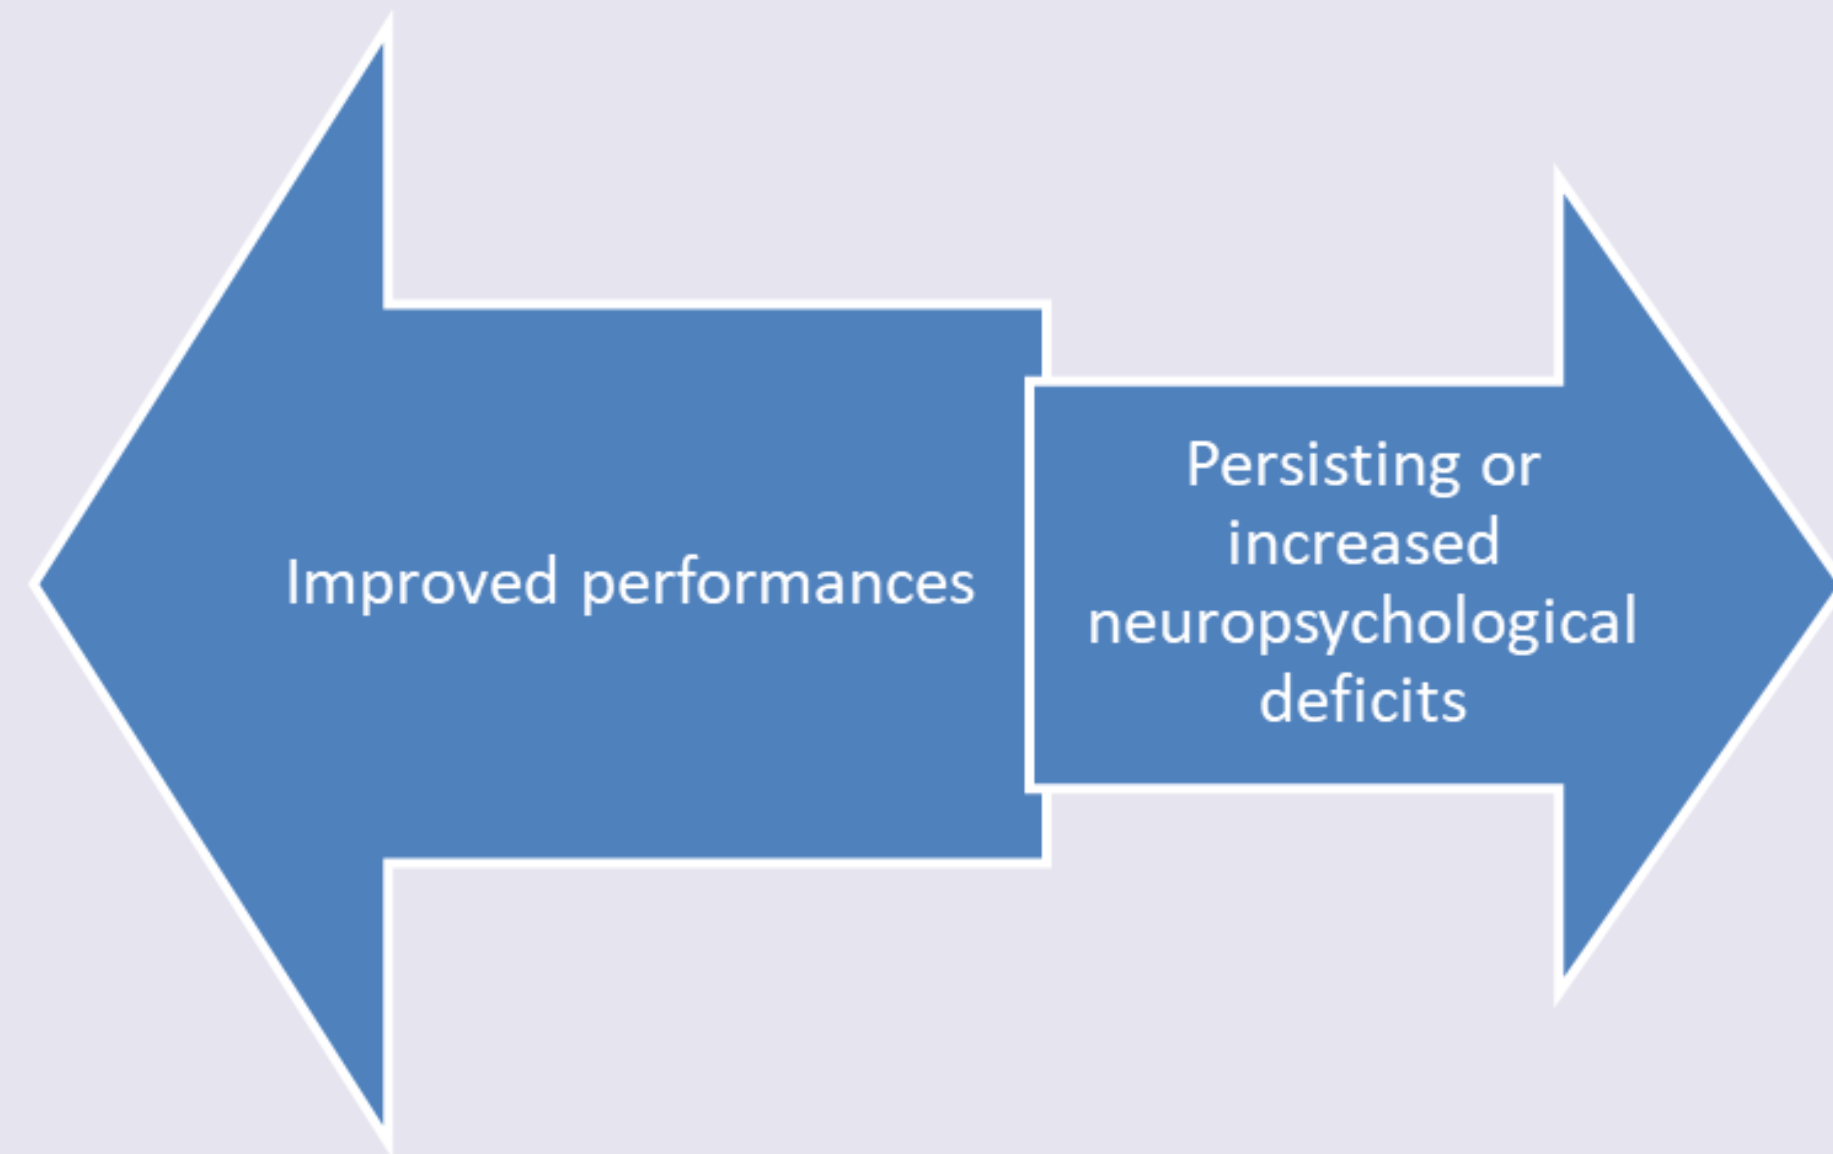 Improved performances
Persisting or
increased
neuropsychological
deficits